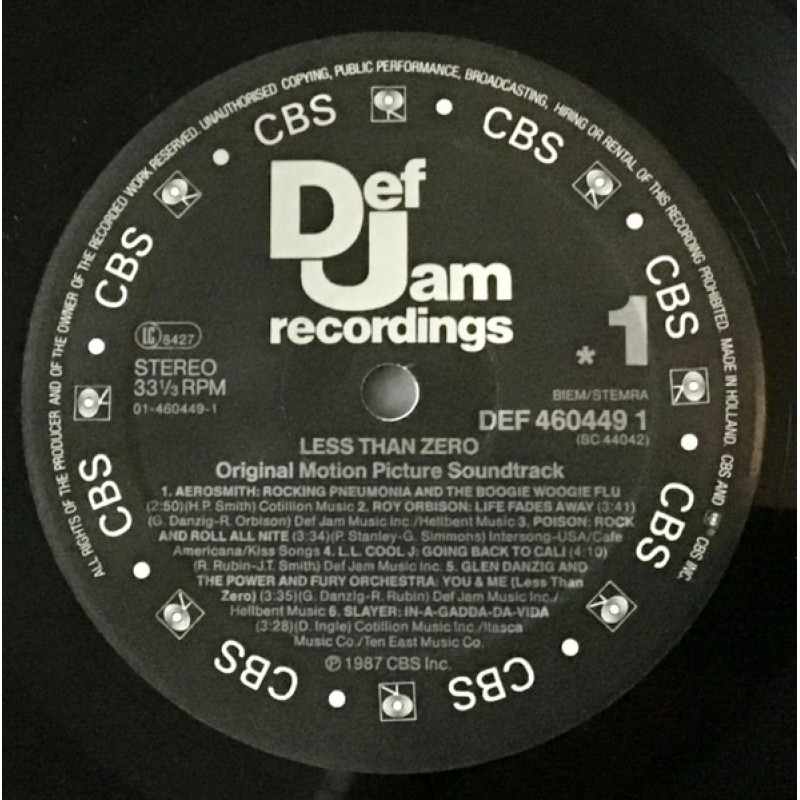 ALL RIGHTS OF THE PRODUCER AND OF THE OWNER OF THE RECORDED WORK RESERVED. UNAUTHORISED COPYING, PUBLIC PERFORMANCE, BROADCASTING, HIRING OR RENTAL OF THIS RECORDING PROHIBITED. MADE IN HOLLAND. CBS AND CBS INC.
CBS CBS CBS CBS CBS CBS CBS CBS
Def
Jam
recordings
LC 8427
STEREO
33⅓ RPM
01-460449-1
* 1
BIEM/STEMRA
DEF 460449 1
(BC 44042)
LESS THAN ZERO
Original Motion Picture Soundtrack
1. AEROSMITH: ROCKING PNEUMONIA AND THE BOOGIE WOOGIE FLU
(2:50)(H.P. Smith) Cotillion Music 2. ROY ORBISON: LIFE FADES AWAY (3:41)
(G. Danzig-R. Orbison) Def Jam Music Inc./Hellbent Music 3. POISON: ROCK
AND ROLL ALL NITE (3:34)(P. Stanley-G. Simmons) Intersong-USA/Cafe
Americana/Kiss Songs 4. L.L. COOL J: GOING BACK TO CALI (4:10)
(R. Rubin-J.T. Smith) Def Jam Music Inc. 5. GLEN DANZIG AND
THE POWER AND FURY ORCHESTRA: YOU & ME (Less Than
Zero) (3:35)(G. Danzig-R. Rubin) Def Jam Music Inc./
Hellbent Music 6. SLAYER: IN-A-GADDA-DA-VIDA
(3:28)(D. Ingle) Cotillion Music Inc./Itasca
Music Co./Ten East Music Co.
℗ 1987 CBS Inc.